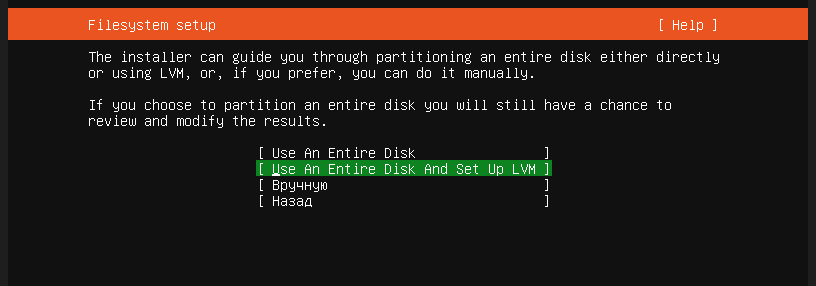 Filesystem setup [ Help ]
The installer can guide you through partitioning an entire disk either directly
or using LVM, or, if you prefer, you can do it manually.
If you choose to partition an entire disk you will still have a chance to
review and modify the results.
[ Use An Entire Disk ]
[ Use An Entire Disk And Set Up LVM ]
[ Вручную ]
[ Назад ]